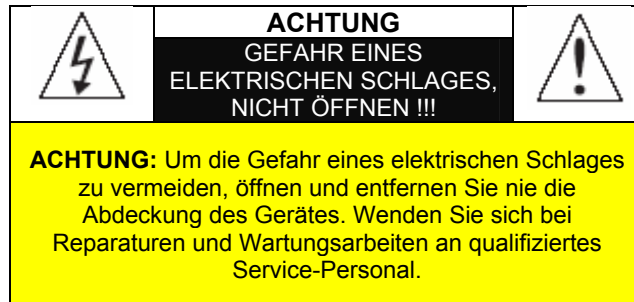 ACHTUNG
GEFAHR EINES
ELEKTRISCHEN SCHLAGES,
NICHT ÖFFNEN !!!
ACHTUNG: Um die Gefahr eines elektrischen Schlages
zu vermeiden, öffnen und entfernen Sie nie die
Abdeckung des Gerätes. Wenden Sie sich bei
Reparaturen und Wartungsarbeiten an qualifiziertes
Service-Personal.